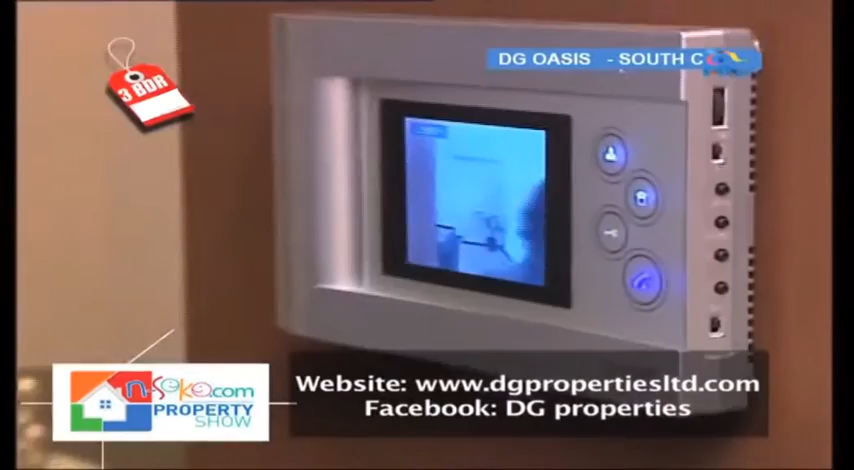 DG OASIS - SOUTH C
3 BDR
Website: www.dgpropertiesltd.com
Facebook: DG properties
n-soko.com
PROPERTY
SHOW